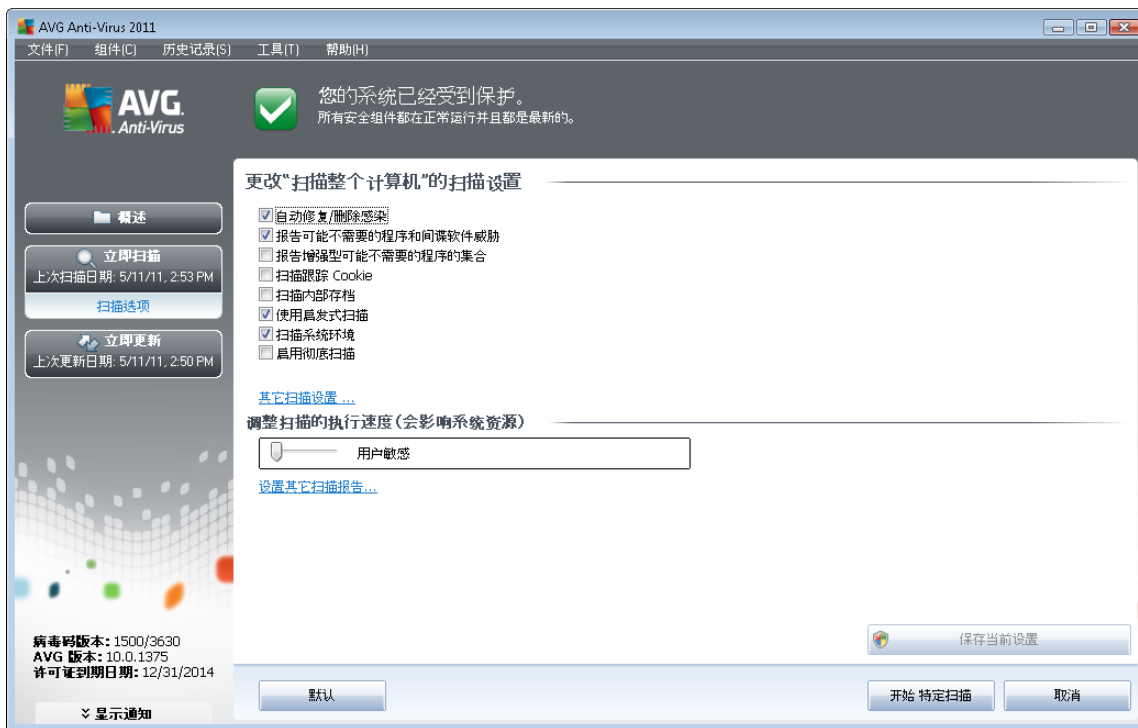 AVG Anti-Virus 2011
文件(F) 组件(C) 历史记录(S) 工具(T) 帮助(H)
AVG.
Anti-Virus
您的系统已经受到保护。
所有安全组件都在正常运行并且都是最新的。
概述
立即扫描
上次扫描日期: 5/11/11, 2:53 PM
扫描选项
立即更新
上次更新日期: 5/11/11, 2:50 PM
更改“扫描整个计算机”的扫描设置
自动修复/删除感染
报告可能不需要的程序和间谍软件威胁
报告增强型可能不需要的程序的集合
扫描跟踪 Cookie
扫描内部存档
使用启发式扫描
扫描系统环境
启用彻底扫描
其它扫描设置 ...
调整扫描的执行速度(会影响系统资源)
用户敏感
设置其它扫描报告...
保存当前设置
病毒码版本: 1500/3630
AVG 版本: 10.0.1375
许可证到期日期: 12/31/2014
显示通知
默认
开始 特定扫描
取消